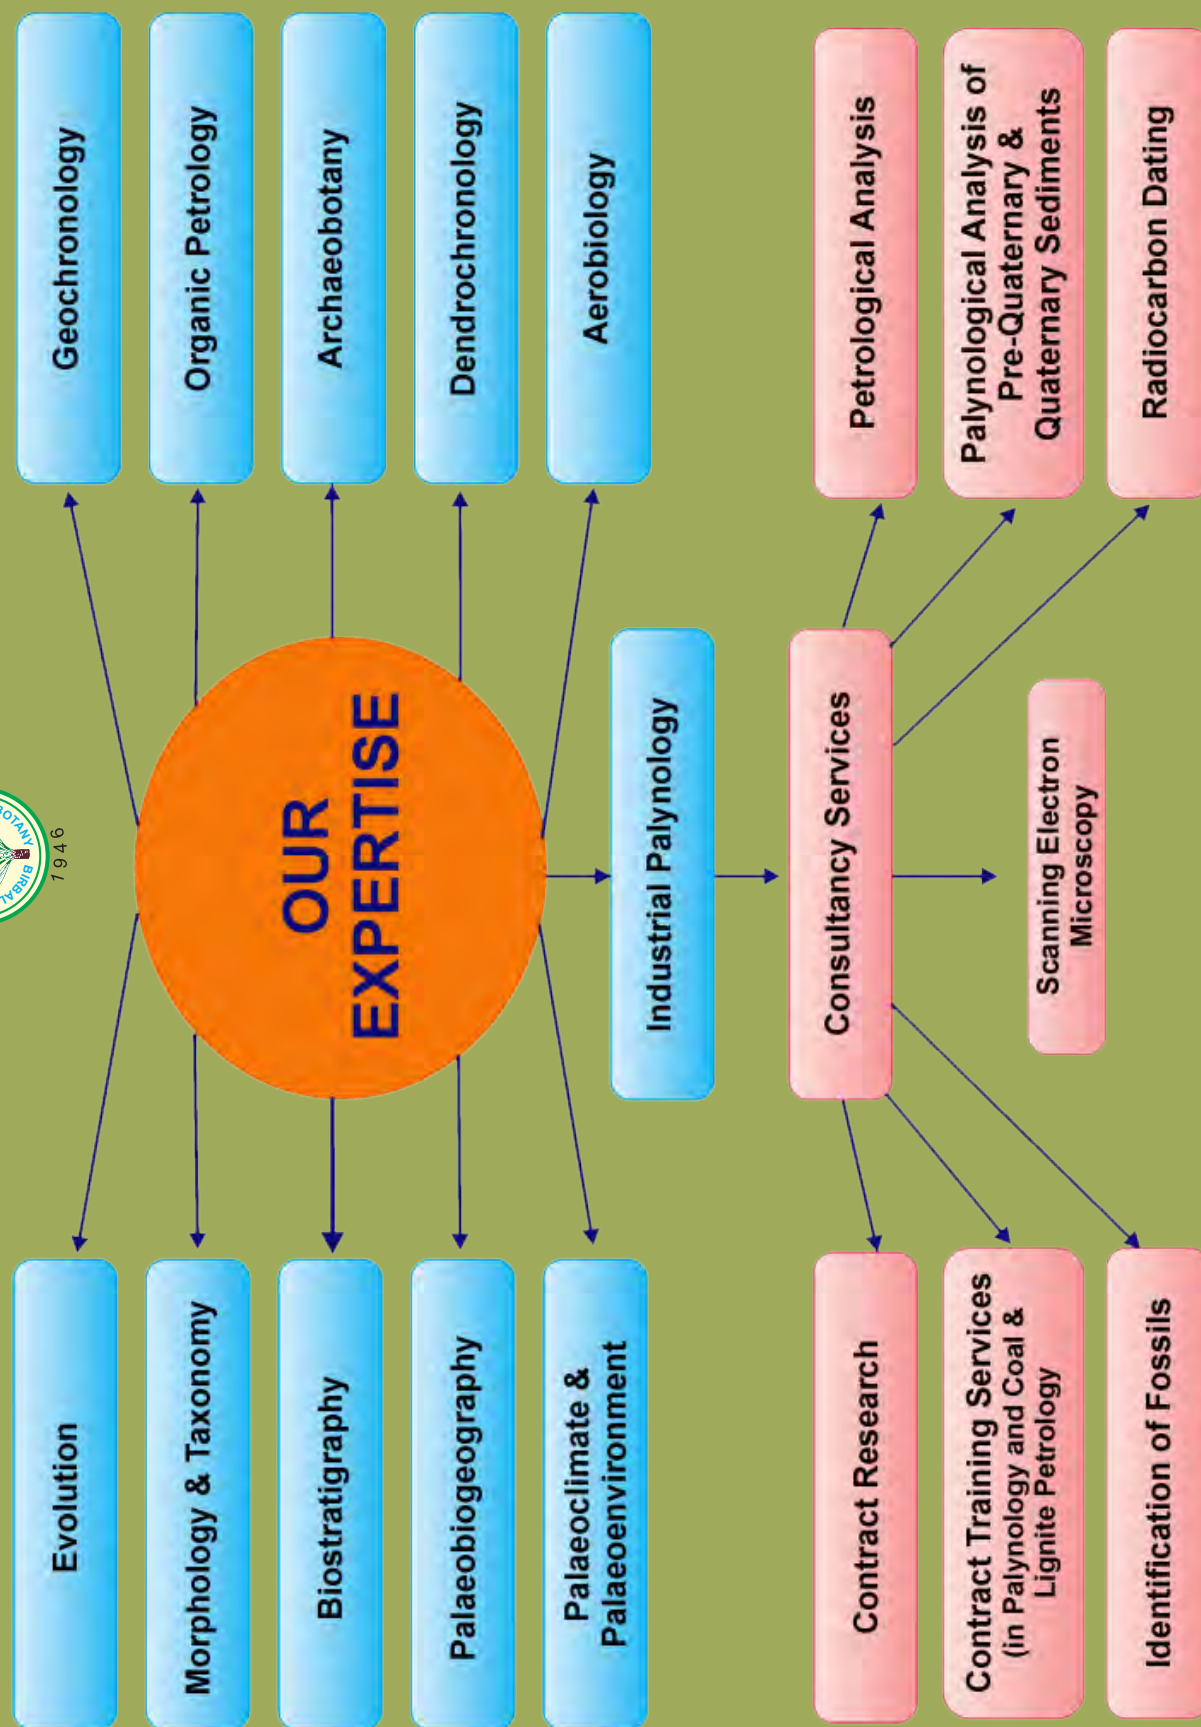 BOTANY BIRBAL
1946
OUR
EXPERTISE
Evolution
Morphology & Taxonomy
Biostratigraphy
Palaeobiogeography
Palaeoclimate &
Palaeoenvironment
Geochronology
Organic Petrology
Archaeobotany
Dendrochronology
Aerobiology
Industrial Palynology
Consultancy Services
Contract Research
Contract Training Services
(in Palynology and Coal &
Lignite Petrology
Identification of Fossils
Scanning Electron
Microscopy
Petrological Analysis
Palynological Analysis of
Pre-Quaternary &
Quaternary Sediments
Radiocarbon Dating